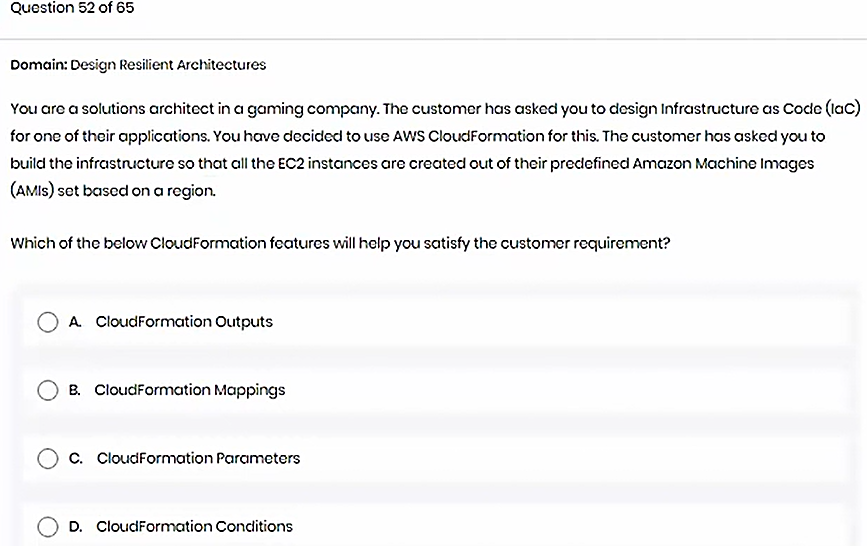 Question 52 of 65
Domain: Design Resilient Architectures
You are a solutions architect in a gaming company. The customer has asked you to design Infrastructure as Code (IaC)
for one of their applications. You have decided to use AWS CloudFormation for this. The customer has asked you to
build the infrastructure so that all the EC2 instances are created out of their predefined Amazon Machine Images
(AMIs) set based on a region.
Which of the below CloudFormation features will help you satisfy the customer requirement?
A. CloudFormation Outputs
B. CloudFormation Mappings
C. CloudFormation Parameters
D. CloudFormation Conditions